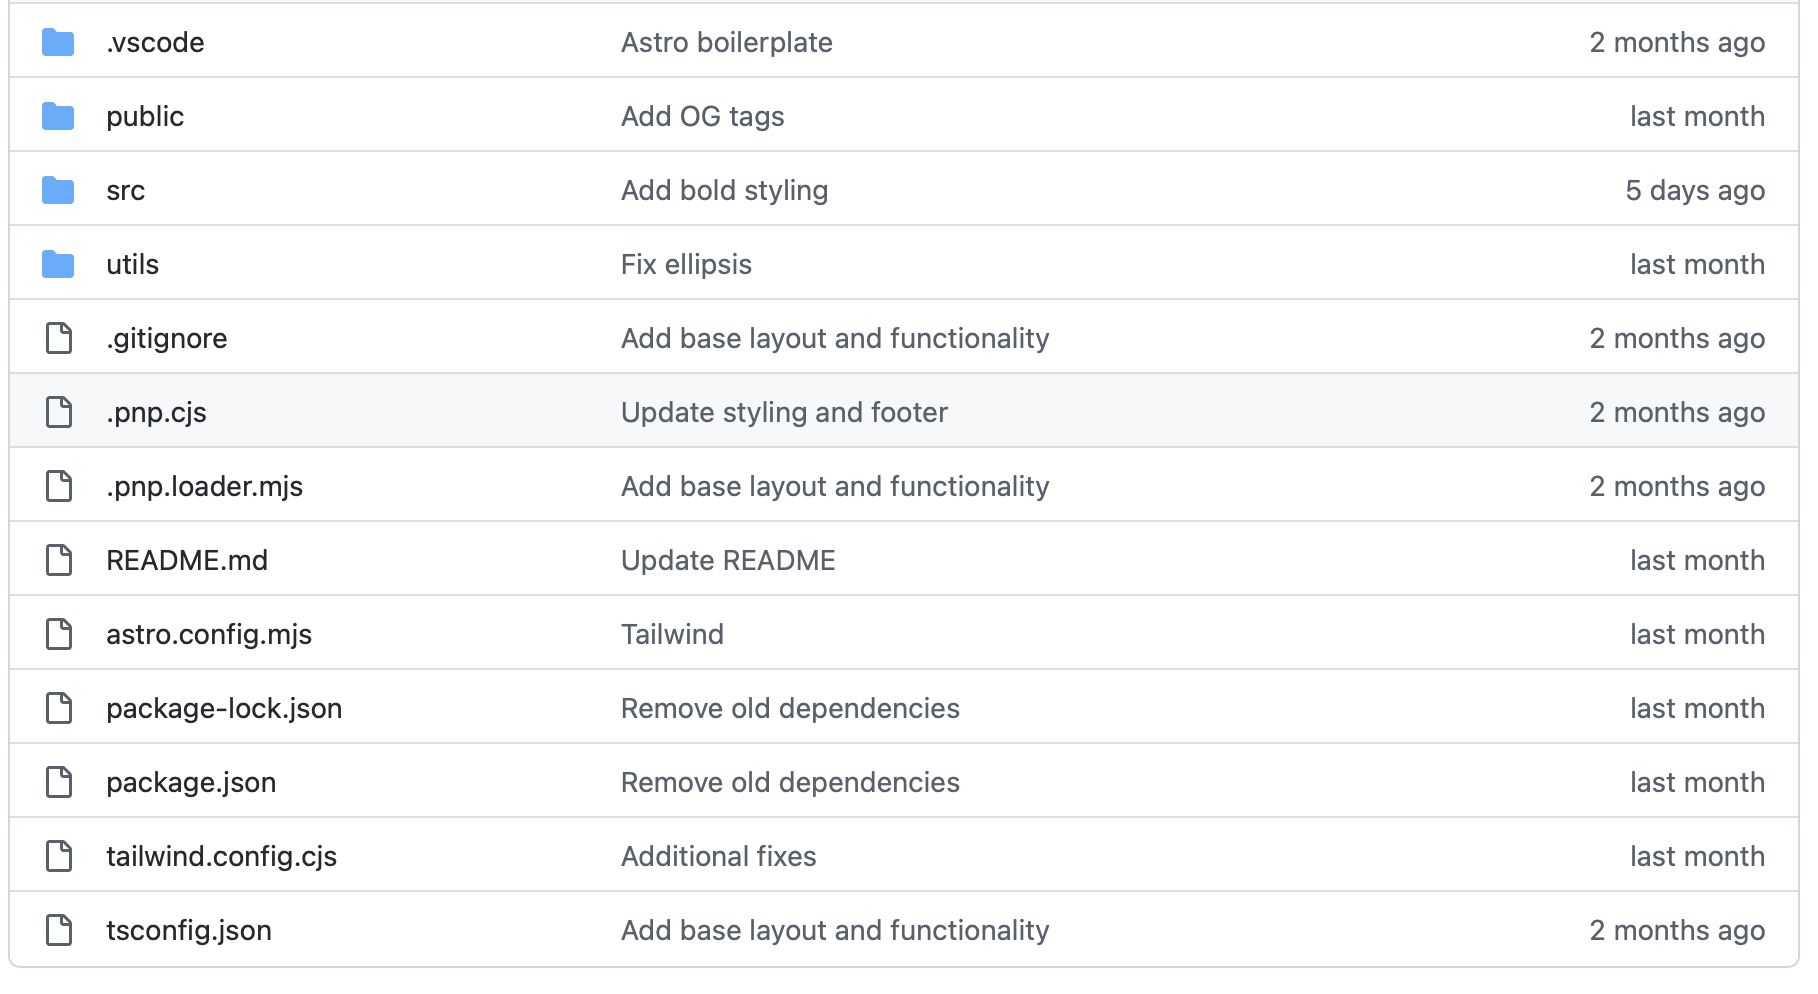 .vscode Astro boilerplate 2 months ago
public Add OG tags last month
src Add bold styling 5 days ago
utils Fix ellipsis last month
.gitignore Add base layout and functionality 2 months ago
.pnp.cjs Update styling and footer 2 months ago
.pnp.loader.mjs Add base layout and functionality 2 months ago
README.md Update README last month
astro.config.mjs Tailwind last month
package-lock.json Remove old dependencies last month
package.json Remove old dependencies last month
tailwind.config.cjs Additional fixes last month
tsconfig.json Add base layout and functionality 2 months ago